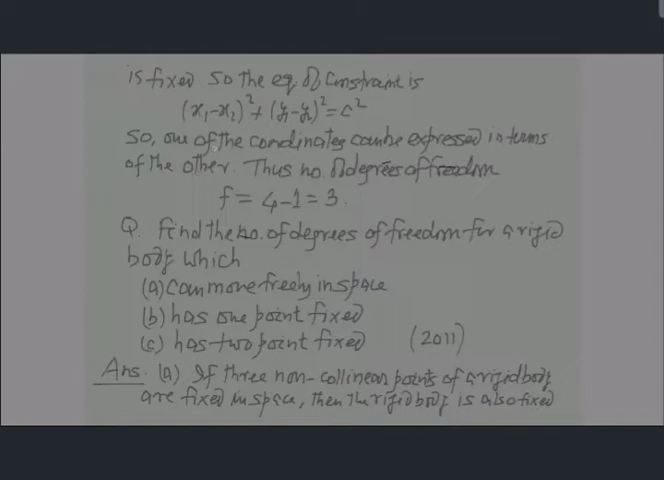 is fixed so the eq of constraint is
(x₁-x₂)²+(y₁-y₂)²=c²
So, one of the coordinates can be expressed in terms
of the other. Thus no. of degrees of freedom
f = 4-1 = 3.
Q. Find the no. of degrees of freedom for a rigid
body which
(a) can move freely in space
(b) has one point fixed
(c) has two point fixed (2011)
Ans. (a) If three non-collinear points of a rigid body
are fixed in space, then the rigid body is also fixed